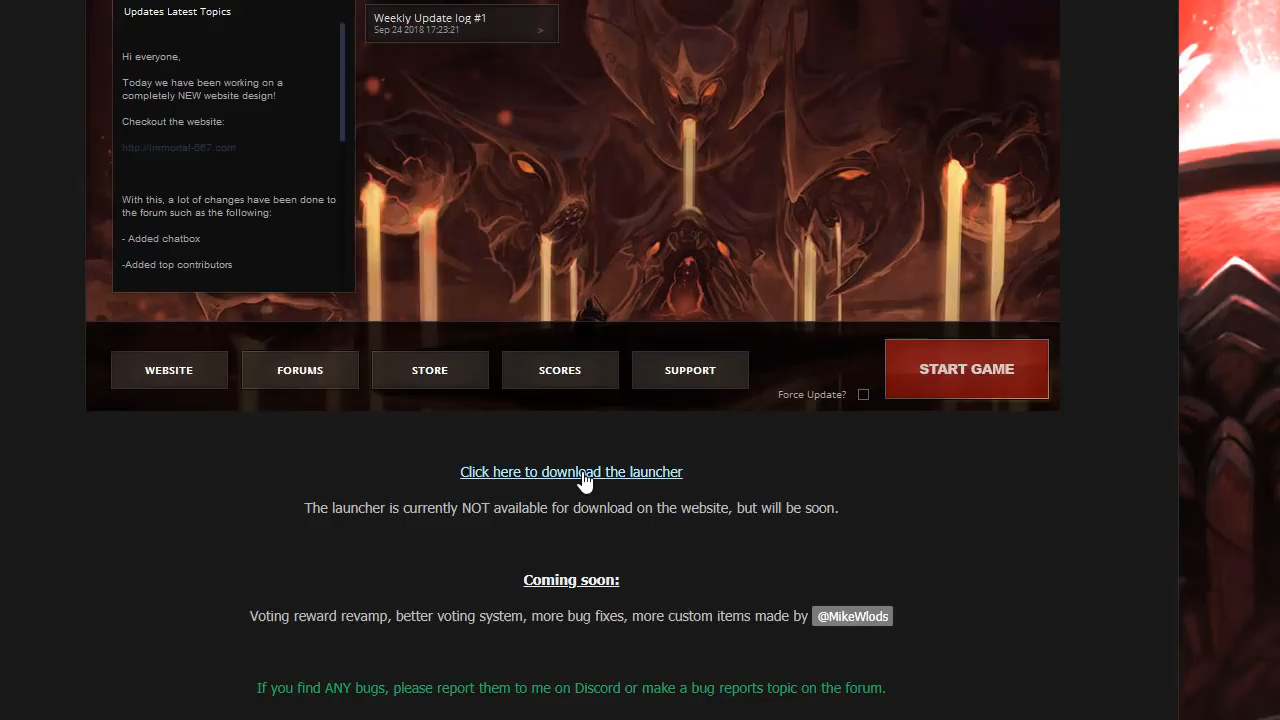 Updates Latest Topics
Weekly Update log #1
Sep 24 2018 17:23:21
>
Hi everyone,
Today we have been working on a
completely NEW website design!
Checkout the website:
http://immortal-667.com
With this, a lot of changes have been done to
the forum such as the following:
- Added chatbox
-Added top contributors
WEBSITE
FORUMS
STORE
SCORES
SUPPORT
Force Update?
START GAME
Click here to download the launcher
The launcher is currently NOT available for download on the website, but will be soon.
Coming soon:
Voting reward revamp, better voting system, more bug fixes, more custom items made by @MikeWlods
If you find ANY bugs, please report them to me on Discord or make a bug reports topic on the forum.